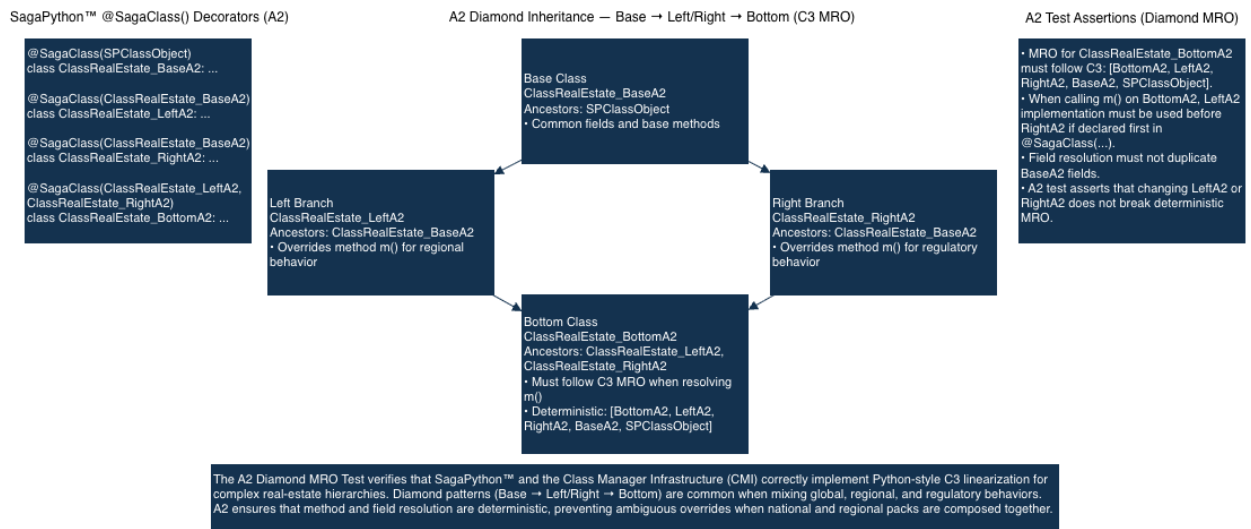 SagaPython™ @SagaClass() Decorators (A2)
@SagaClass(SPClassObject)
class ClassRealEstate_BaseA2: ...
@SagaClass(ClassRealEstate_BaseA2)
class ClassRealEstate_LeftA2: ...
@SagaClass(ClassRealEstate_BaseA2)
class ClassRealEstate_RightA2: ...
@SagaClass(ClassRealEstate_LeftA2,
ClassRealEstate_RightA2)
class ClassRealEstate_BottomA2: ...
A2 Diamond Inheritance — Base → Left/Right → Bottom (C3 MRO)
Base Class
ClassRealEstate_BaseA2
Ancestors: SPClassObject
• Common fields and base methods
Left Branch
ClassRealEstate_LeftA2
Ancestors: ClassRealEstate_BaseA2
• Overrides method m() for regional
behavior
Right Branch
ClassRealEstate_RightA2
Ancestors: ClassRealEstate_BaseA2
• Overrides method m() for regulatory
behavior
Bottom Class
ClassRealEstate_BottomA2
Ancestors: ClassRealEstate_LeftA2,
ClassRealEstate_RightA2
• Must follow C3 MRO when resolving
m()
• Deterministic: [BottomA2, LeftA2,
RightA2, BaseA2, SPClassObject]
A2 Test Assertions (Diamond MRO)
• MRO for ClassRealEstate_BottomA2
must follow C3: [BottomA2, LeftA2,
RightA2, BaseA2, SPClassObject].
• When calling m() on BottomA2, LeftA2
implementation must be used before
RightA2 if declared first in
@SagaClass(...).
• Field resolution must not duplicate
BaseA2 fields.
• A2 test asserts that changing LeftA2 or
RightA2 does not break deterministic
MRO.
The A2 Diamond MRO Test verifies that SagaPython™ and the Class Manager Infrastructure (CMI) correctly implement Python-style C3 linearization for
complex real-estate hierarchies. Diamond patterns (Base → Left/Right → Bottom) are common when mixing global, regional, and regulatory behaviors.
A2 ensures that method and field resolution are deterministic, preventing ambiguous overrides when national and regional packs are composed together.